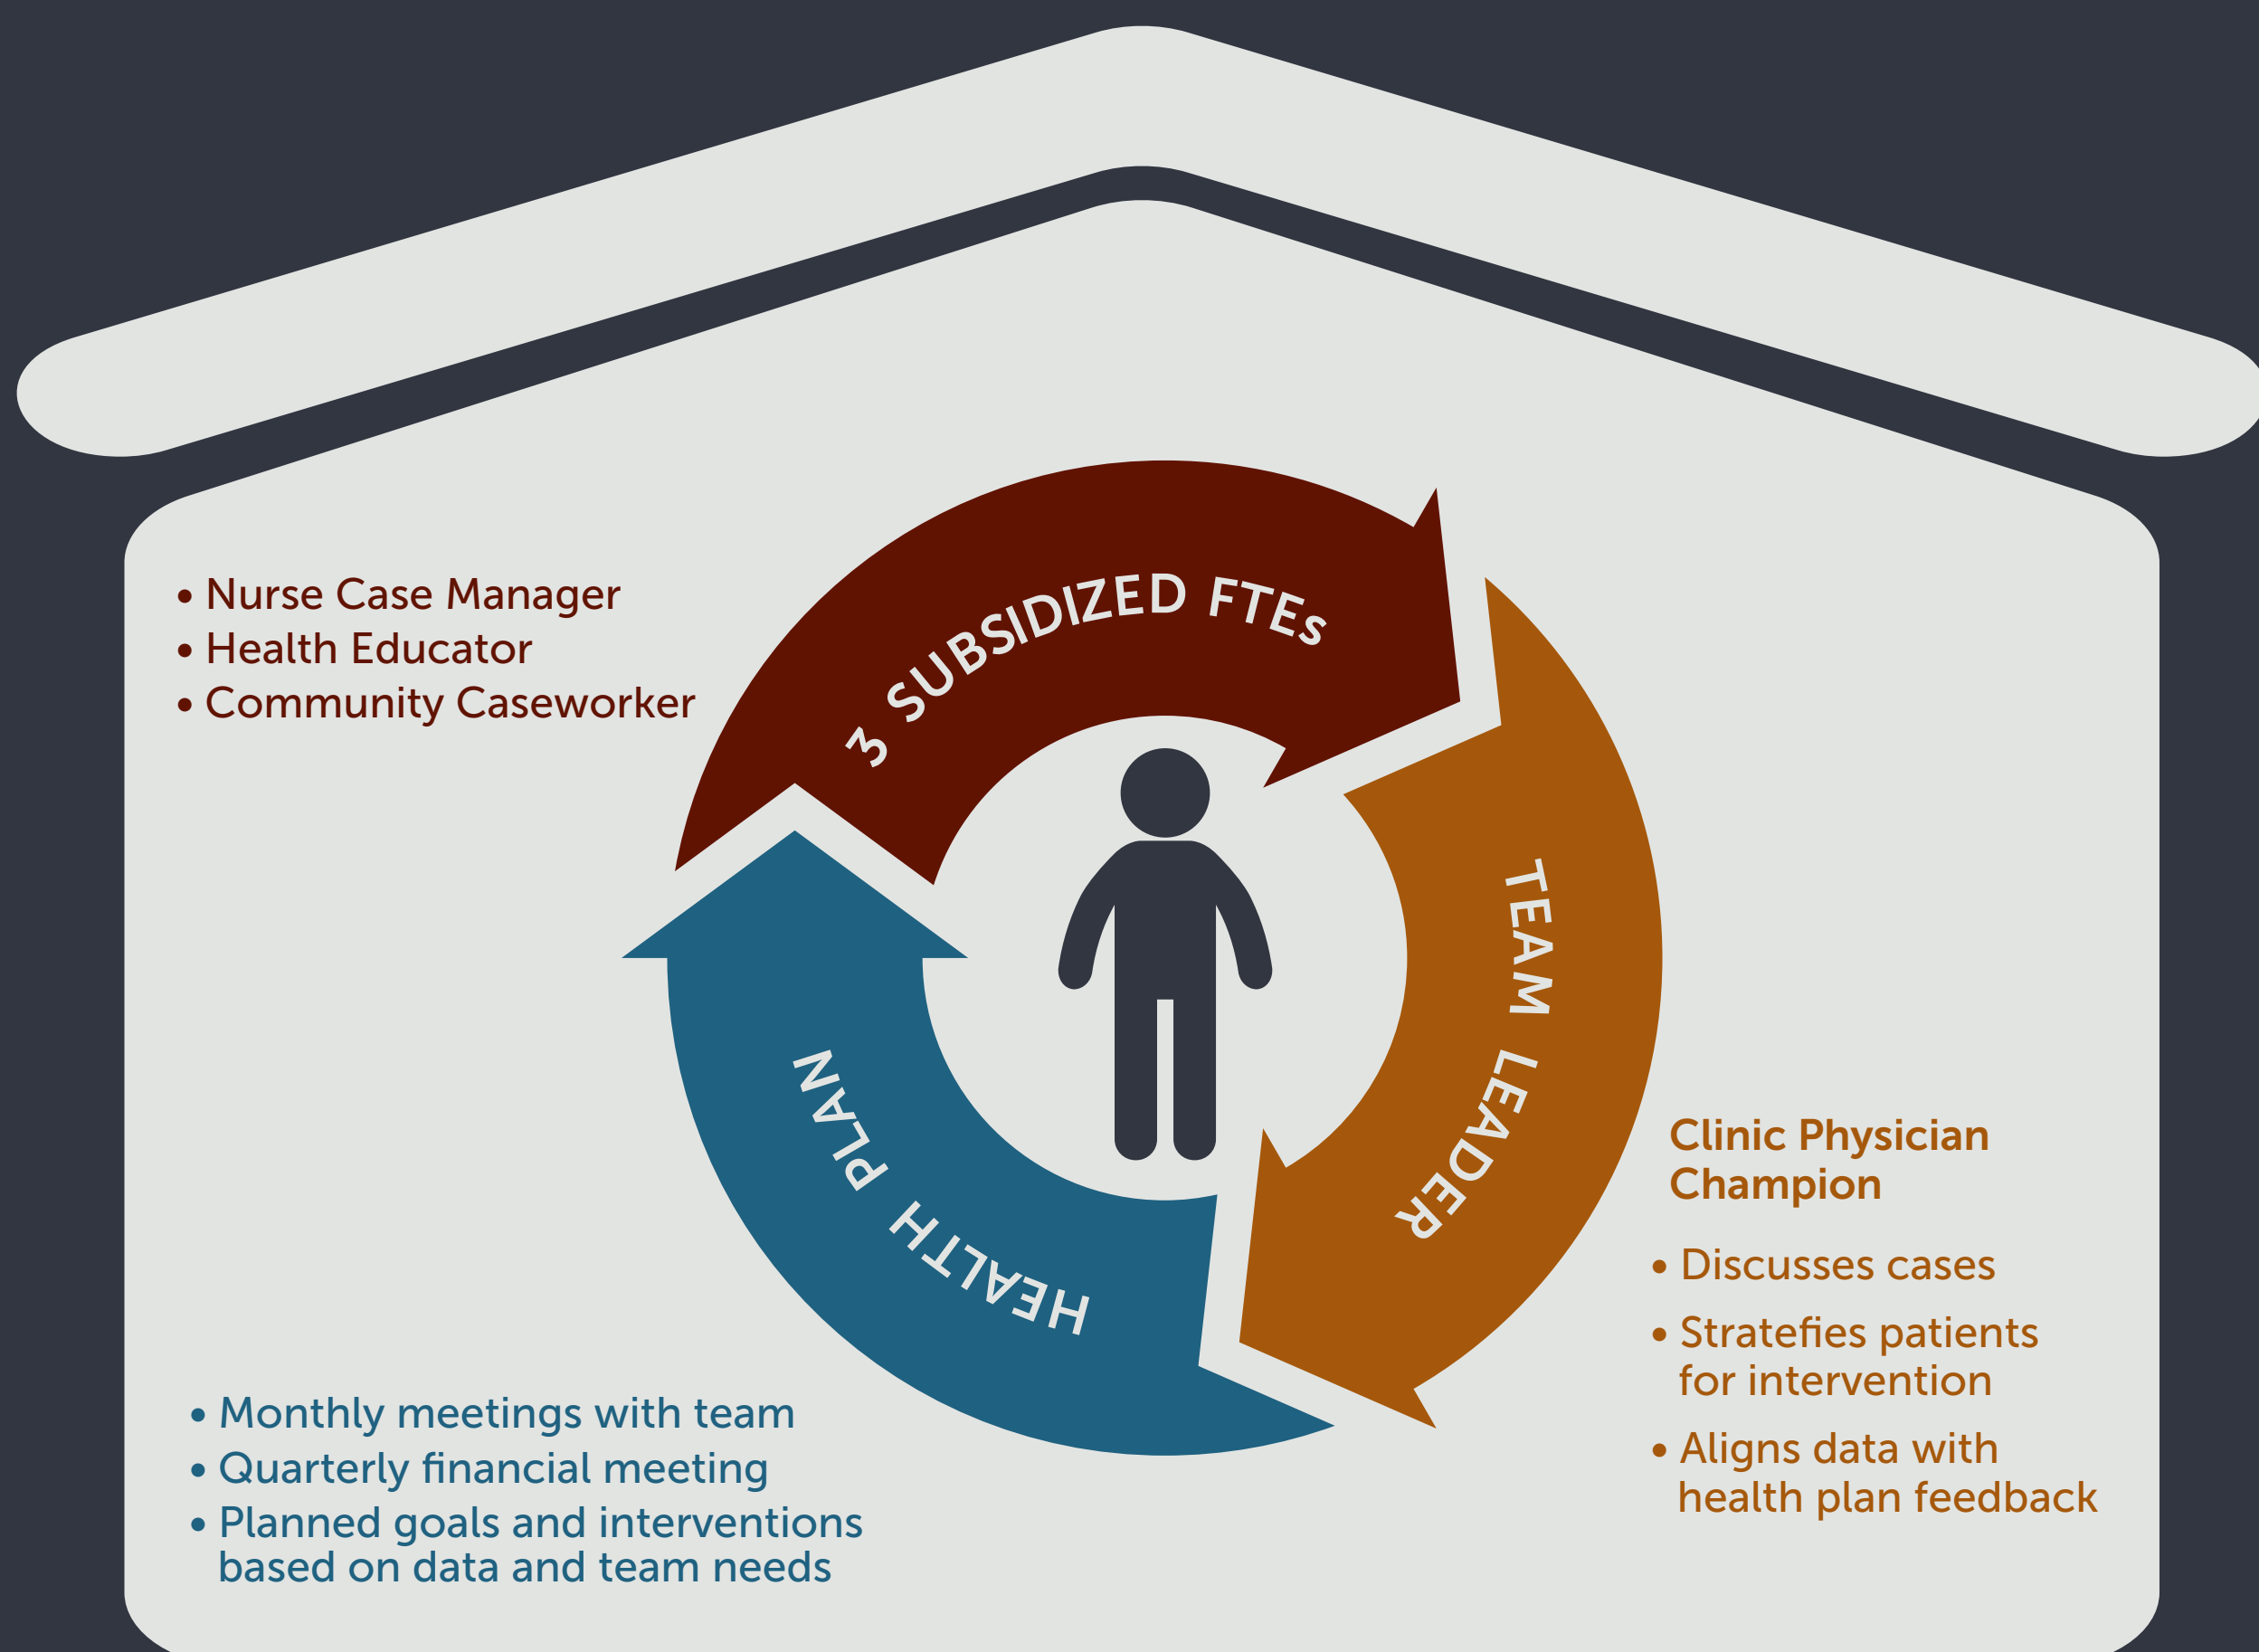 3 SUBSIDIZED FTEs
• Nurse Case Manager
• Health Educator
• Community Caseworker
TEAM LEADER
Clinic Physician
Champion
• Discusses cases
• Stratefies patients
for intervention
• Aligns data with
health plan feedback
HEALTH PLAN
• Monthly meetings with team
• Quarterly financial meeting
• Planned goals and interventions
based on data and team needs